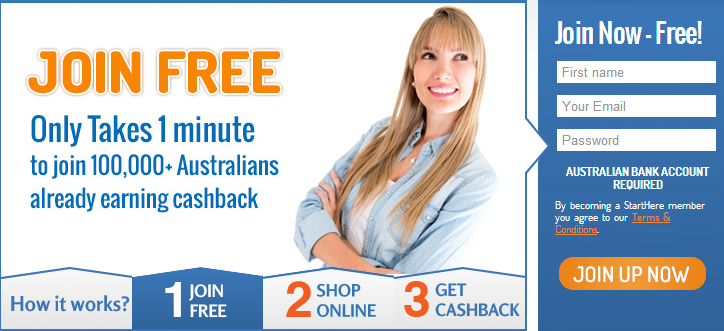 JOIN FREE
Only Takes 1 minute
to join 100,000+ Australians
already earning cashback
How it works?
1 JOIN
FREE
2 SHOP
ONLINE
3 GET
CASHBACK
Join Now - Free!
First name
Your Email
Password
AUSTRALIAN BANK ACCOUNT
REQUIRED
By becoming a StartHere member
you agree to our Terms &
Conditions.
JOIN UP NOW